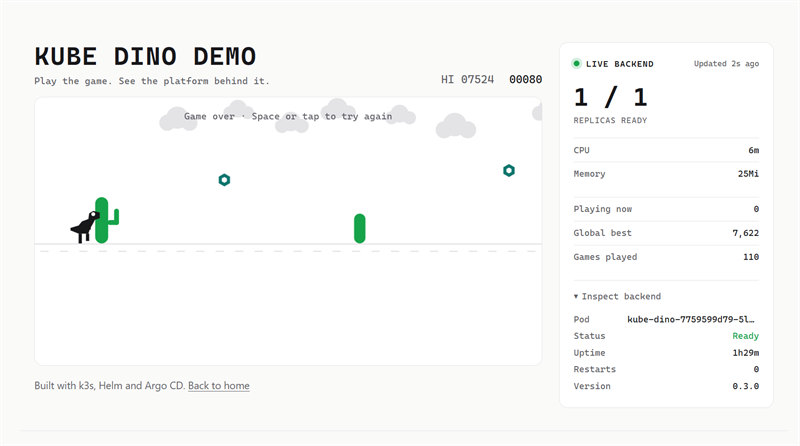 KUBE DINO DEMO
Play the game. See the platform behind it.
HI 07524 00080
Game over · Space or tap to try again
Built with k3s, Helm and Argo CD. Back to home
LIVE BACKEND Updated 2s ago
1 / 1
REPLICAS READY
CPU 6m
Memory 25Mi
Playing now 0
Global best 7,622
Games played 110
▾ Inspect backend
Pod kube-dino-7759599d79-5l…
Status Ready
Uptime 1h29m
Restarts 0
Version 0.3.0